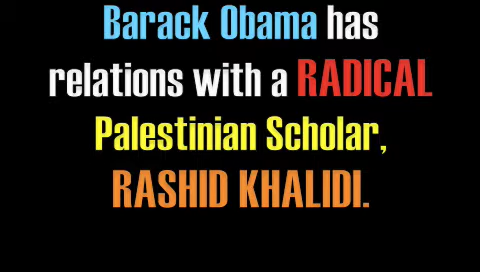 Barack Obama has
relations with a RADICAL
Palestinian Scholar,
RASHID KHALIDI.